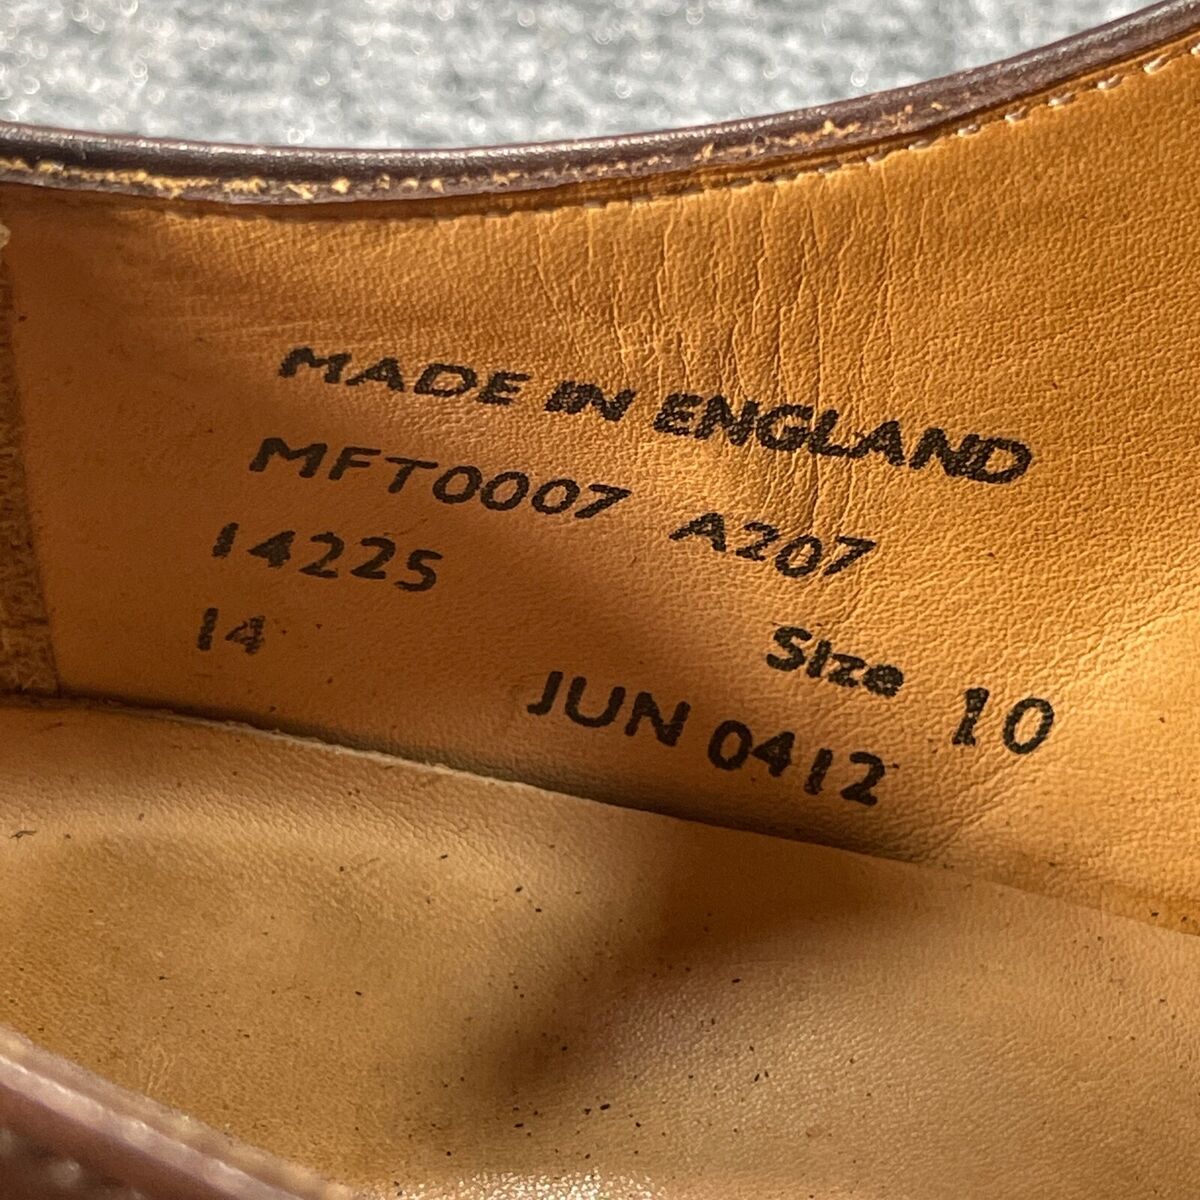 MADE IN ENGLAND
MFT0007 A207
14225
14 Size 10
JUN 0412